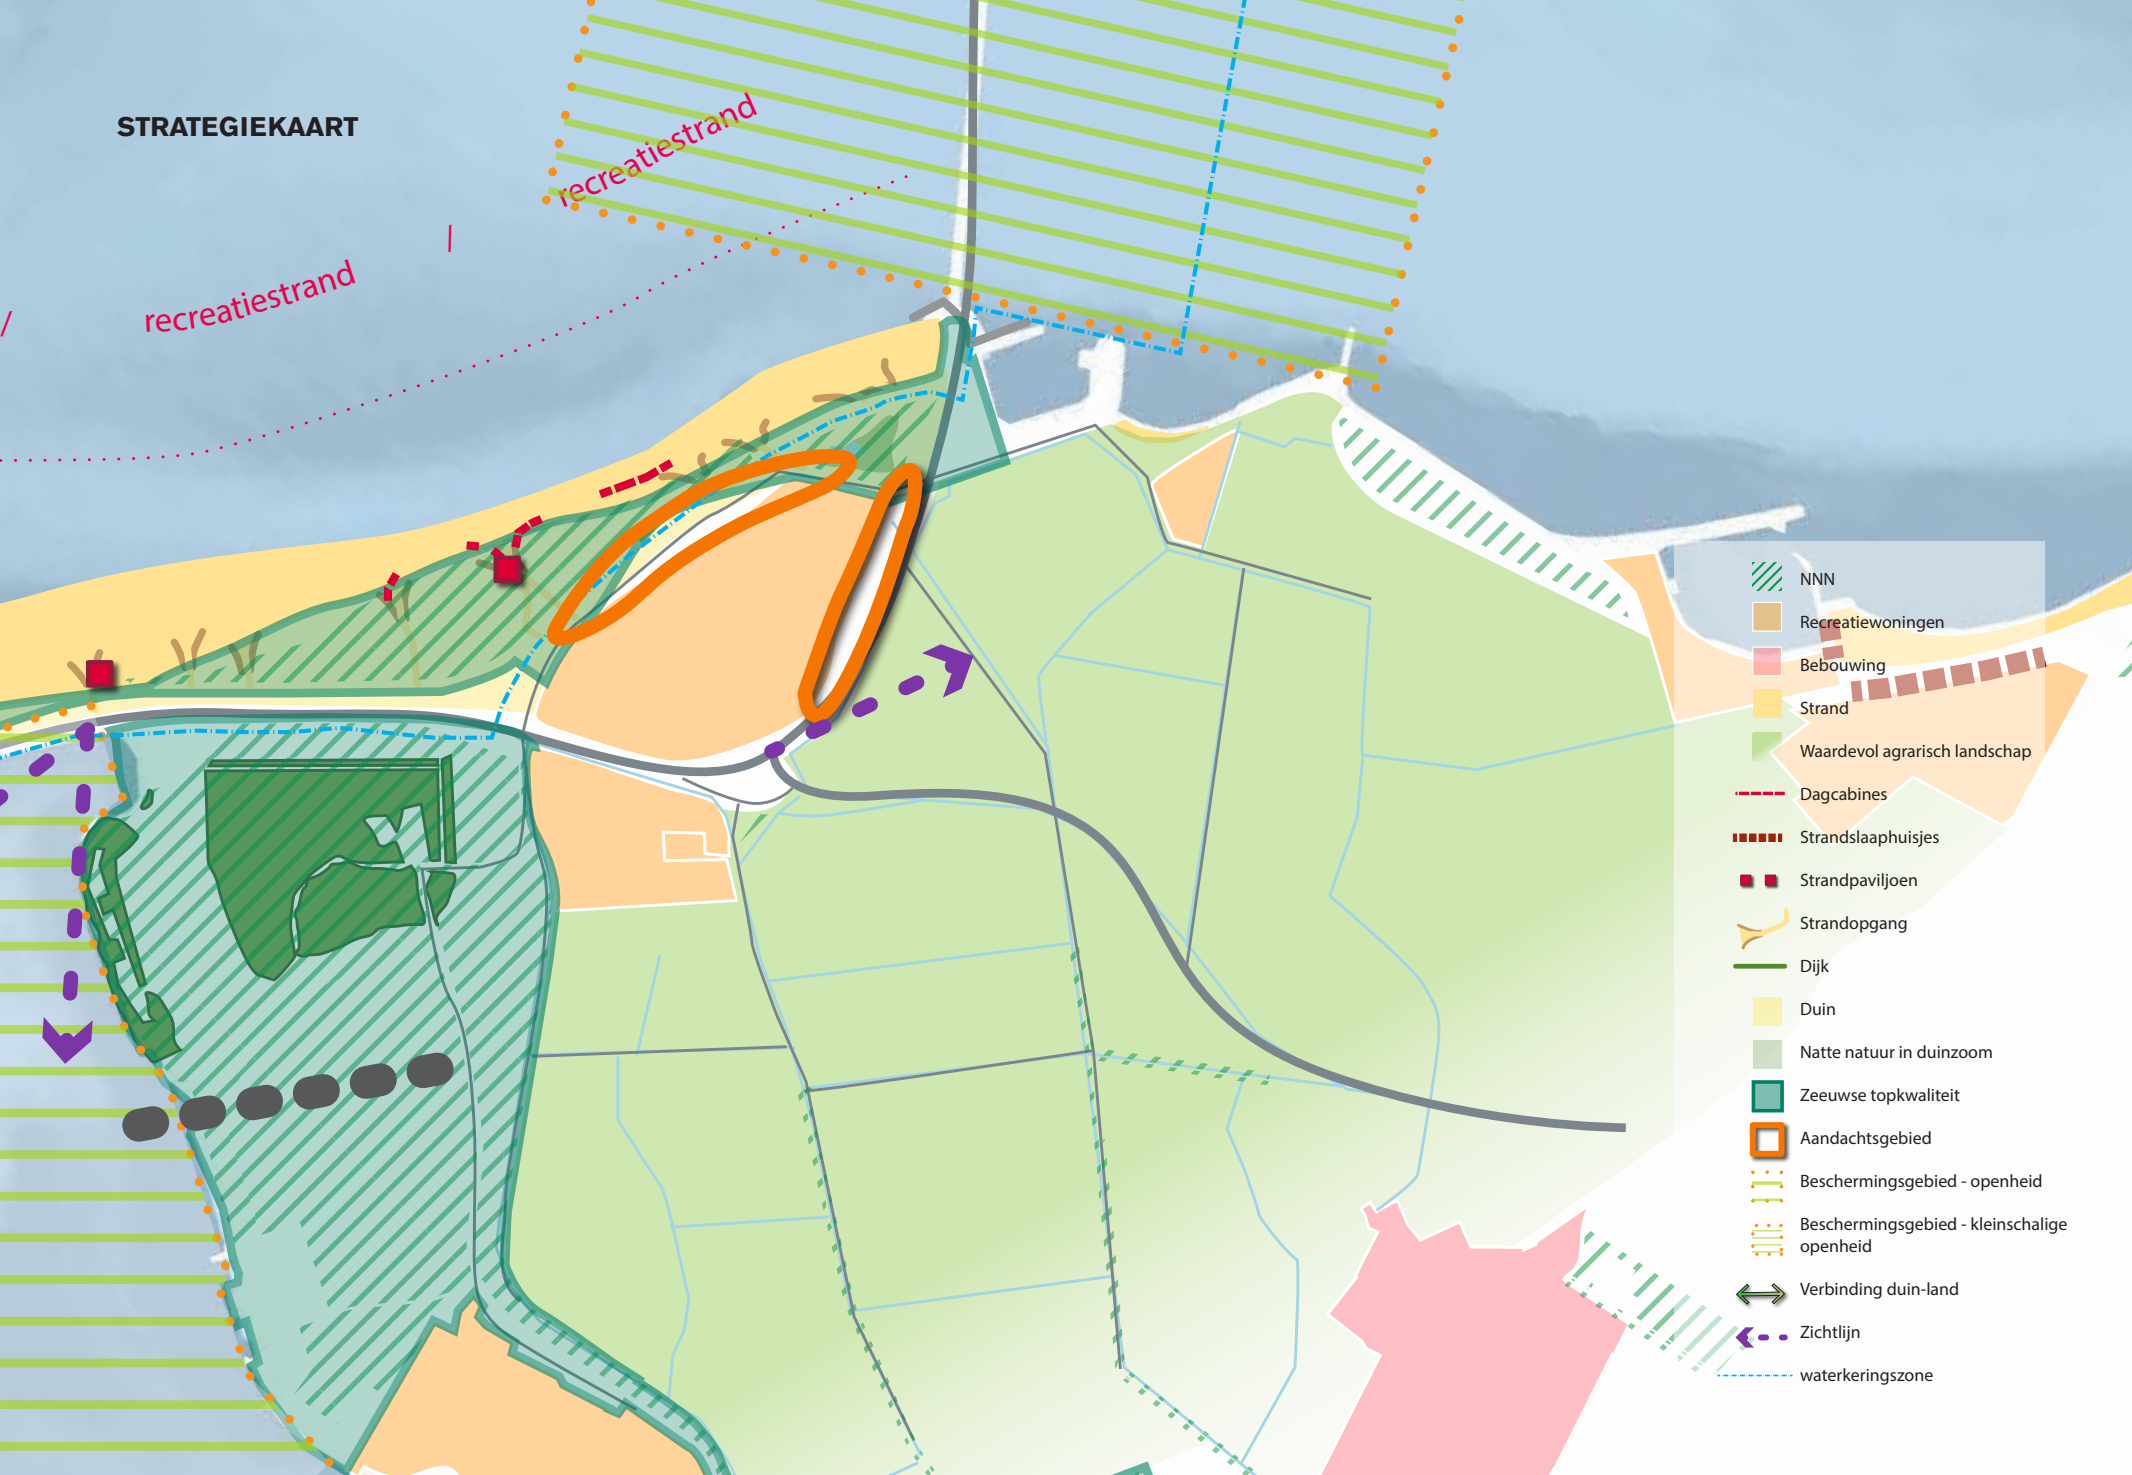 STRATEGIEKAART
recreatiestrand
/
recreatiestrand
/
NNN
Recreatiewoningen
Bebouwing
Strand
Waardevol agrarisch landschap
Dagcabines
Strandslaaphuisjes
Strandpaviljoen
Strandopgang
Dijk
Duin
Natte natuur in duinzoom
Zeeuwse topkwaliteit
Aandachtsgebied
Beschermingsgebied - openheid
Beschermingsgebied - kleinschalige
openheid
Verbinding duin-land
Zichtlijn
waterkeringszone